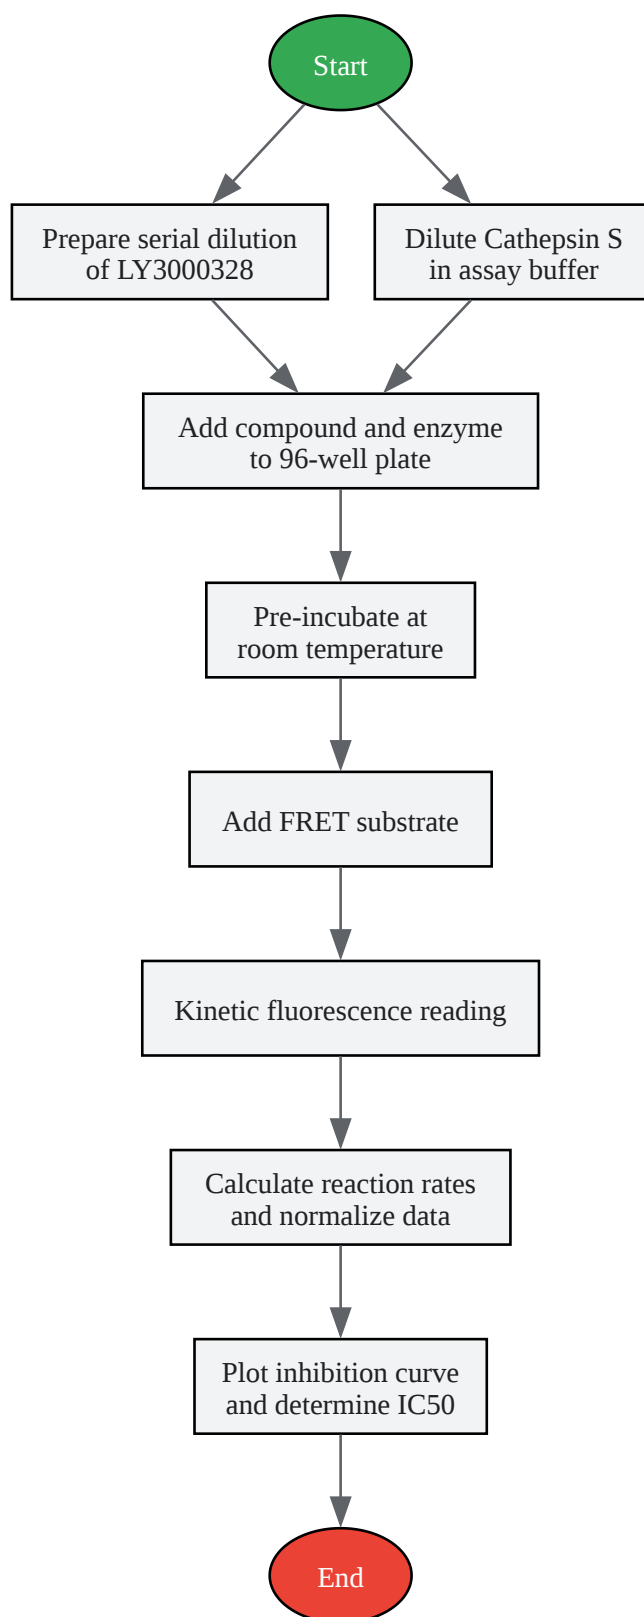 Start
Prepare serial dilution
of LY3000328
Dilute Cathepsin S
in assay buffer
Add compound and enzyme
to 96-well plate
Pre-incubate at
room temperature
Add FRET substrate
Kinetic fluorescence reading
Calculate reaction rates
and normalize data
Plot inhibition curve
and determine IC50
End